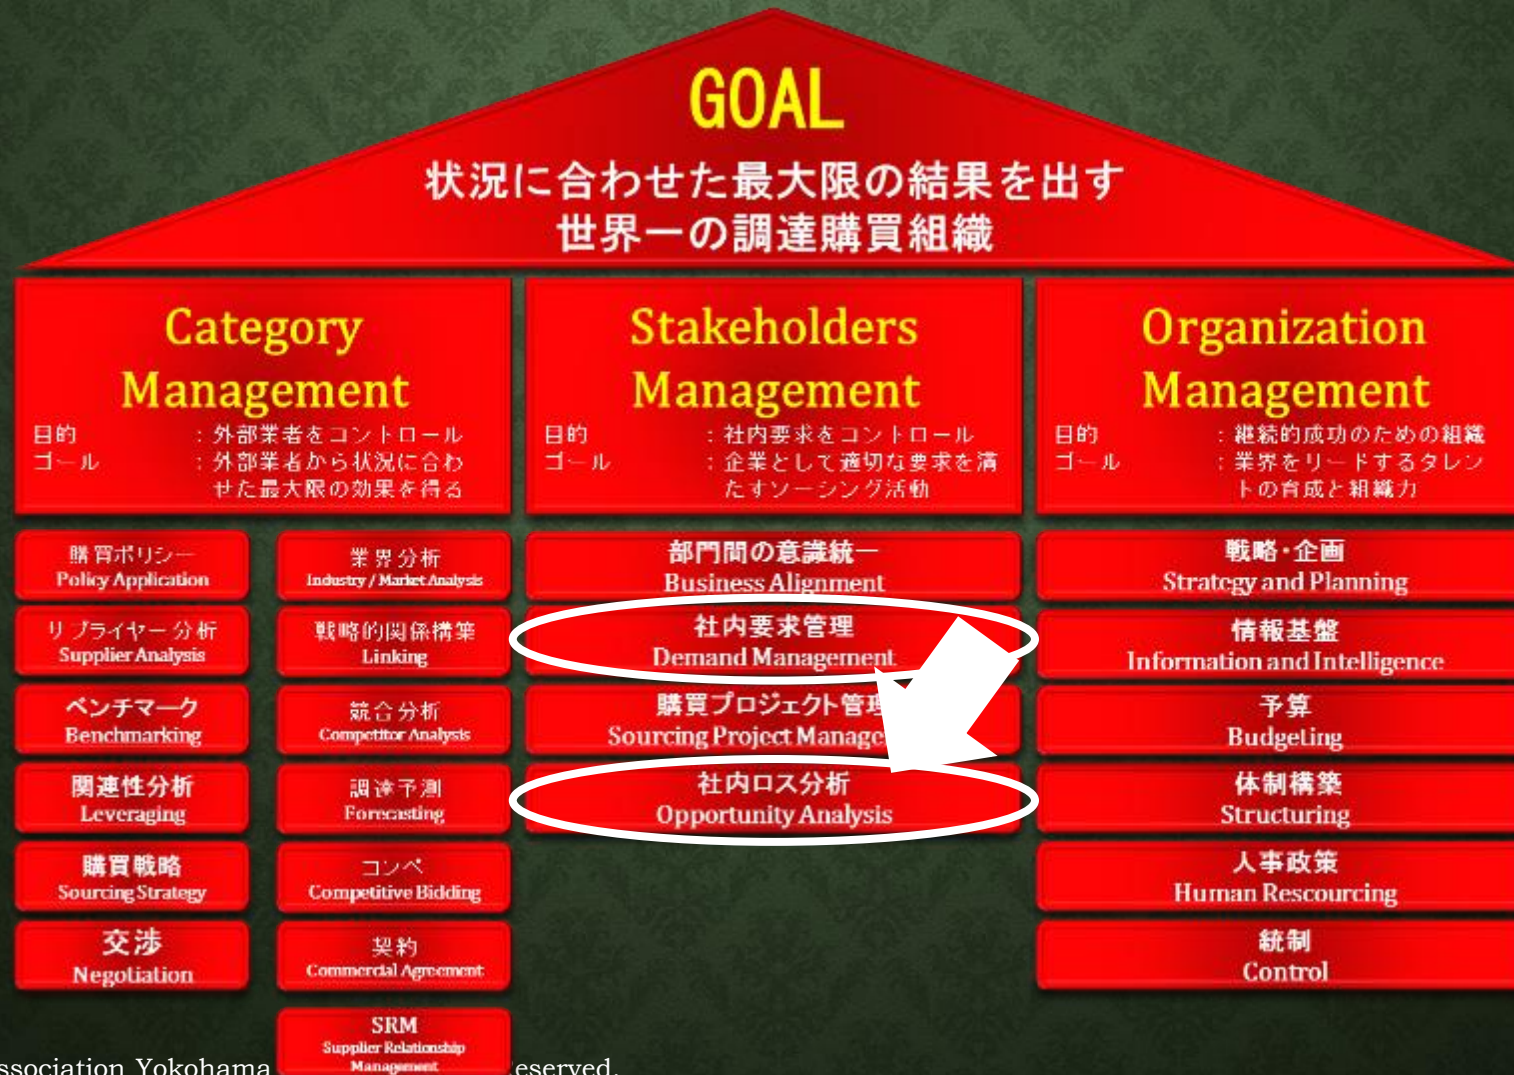 GOAL
状況に合わせた最大限の結果を出す
世界一の調達購買組織
Category
Management
目的 : 外部業者をコントロール
ゴール : 外部業者から状況に合わ
せた最大限の効果を得る
Stakeholders
Management
目的 : 社内要求をコントロール
ゴール : 企業として適切な要求を満
たすソーシング活動
Organization
Management
目的 : 継続的成功のための組織
ゴール : 業界をリードするタレン
トの育成と組織力
購買ポリシー
Policy Application
サプライヤー分析
Supplier Analysis
ベンチマーク
Benchmarking
関連性分析
Leveraging
購買戦略
Sourcing Strategy
交渉
Negotiation
業界分析
Industry / Market Analysis
戦略的関係構築
Linking
競合分析
Competitor Analysis
調達予測
Forecasting
コンペ
Competitive Bidding
契約
Commercial Agreement
SRM
Supplier Relationship
Management
部門間の意識統一
Business Alignment
社内要求管理
Demand Management
購買プロジェクト管理
Sourcing Project Manage
社内ロス分析
Opportunity Analysis
戦略・企画
Strategy and Planning
情報基盤
Information and Intelligence
予算
Budgeting
体制構築
Structuring
人事政策
Human Rescourcing
統制
Control
ssociation Yokohama eserved.